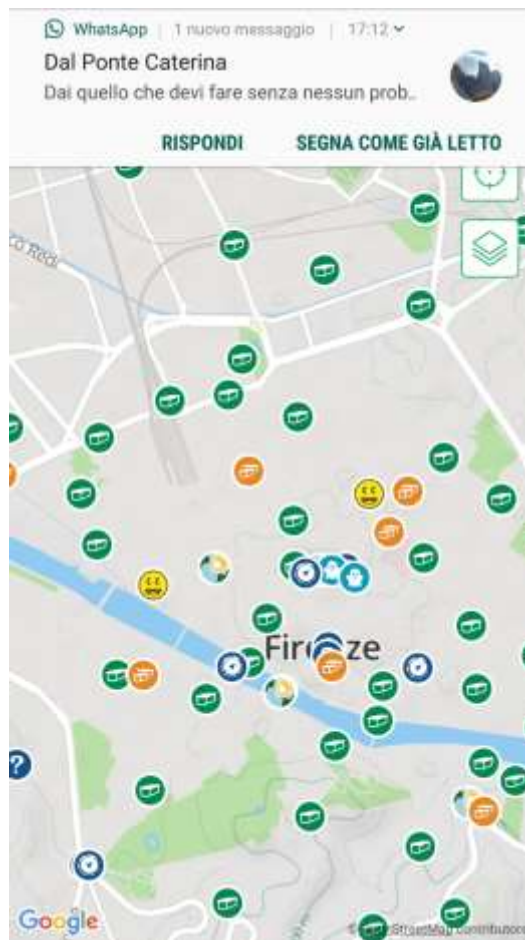 WhatsApp | 1 nuovo messaggio | 17:12
Dal Ponte Caterina
Dai quello che devi fare senza nessun prob..
RISPONDI SEGNA COME GIÀ LETTO
?
Google